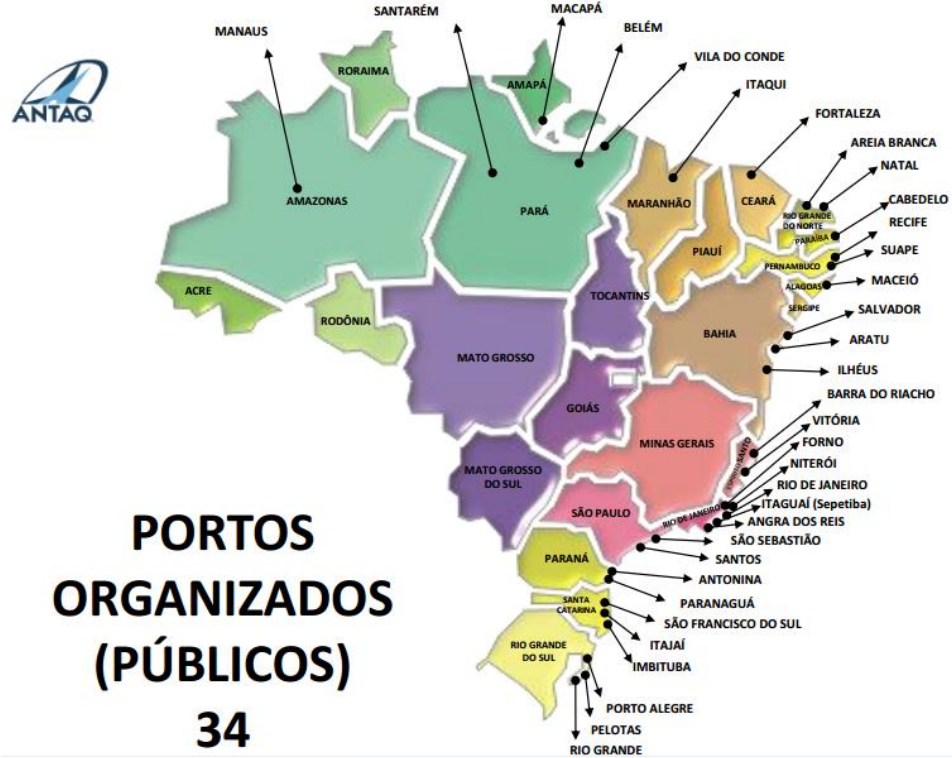 SANTARÉM
MACAPÁ
MANAUS
BELÉM
VILA DO CONDE
ITAQUI
FORTALEZA
AREIA BRANCA
NATAL
CABEDELO
RECIFE
SUAPE
MACEIÓ
SALVADOR
ARATU
ILHÉUS
BARRA DO RIACHO
VITÓRIA
FORNO
NITERÓI
RIO DE JANEIRO
ITAGUAÍ (Sepetiba)
ANGRA DOS REIS
SÃO SEBASTIÃO
SANTOS
ANTONINA
PARANAGUÁ
SÃO FRANCISCO DO SUL
ITAJAÍ
IMBITUBA
PORTO ALEGRE
PELOTAS
RIO GRANDE
ANTAQ
RORAIMA
AMAPÁ
AMAZONAS
PARÁ
MARANHÃO
CEARÁ
RIO GRANDE
DO NORTE
PARAÍBA
PIAUÍ
PERNAMBUCO
ALAGOAS
SERGIPE
ACRE
RODÔNIA
TOCANTINS
BAHIA
MATO GROSSO
GOIÁS
MINAS GERAIS
ESPÍRITO SANTO
MATO GROSSO
DO SUL
SÃO PAULO
RIO DE JANEIRO
PARANÁ
SANTA
CATARINA
RIO GRANDE
DO SUL
PORTOS
ORGANIZADOS
(PÚBLICOS)
34